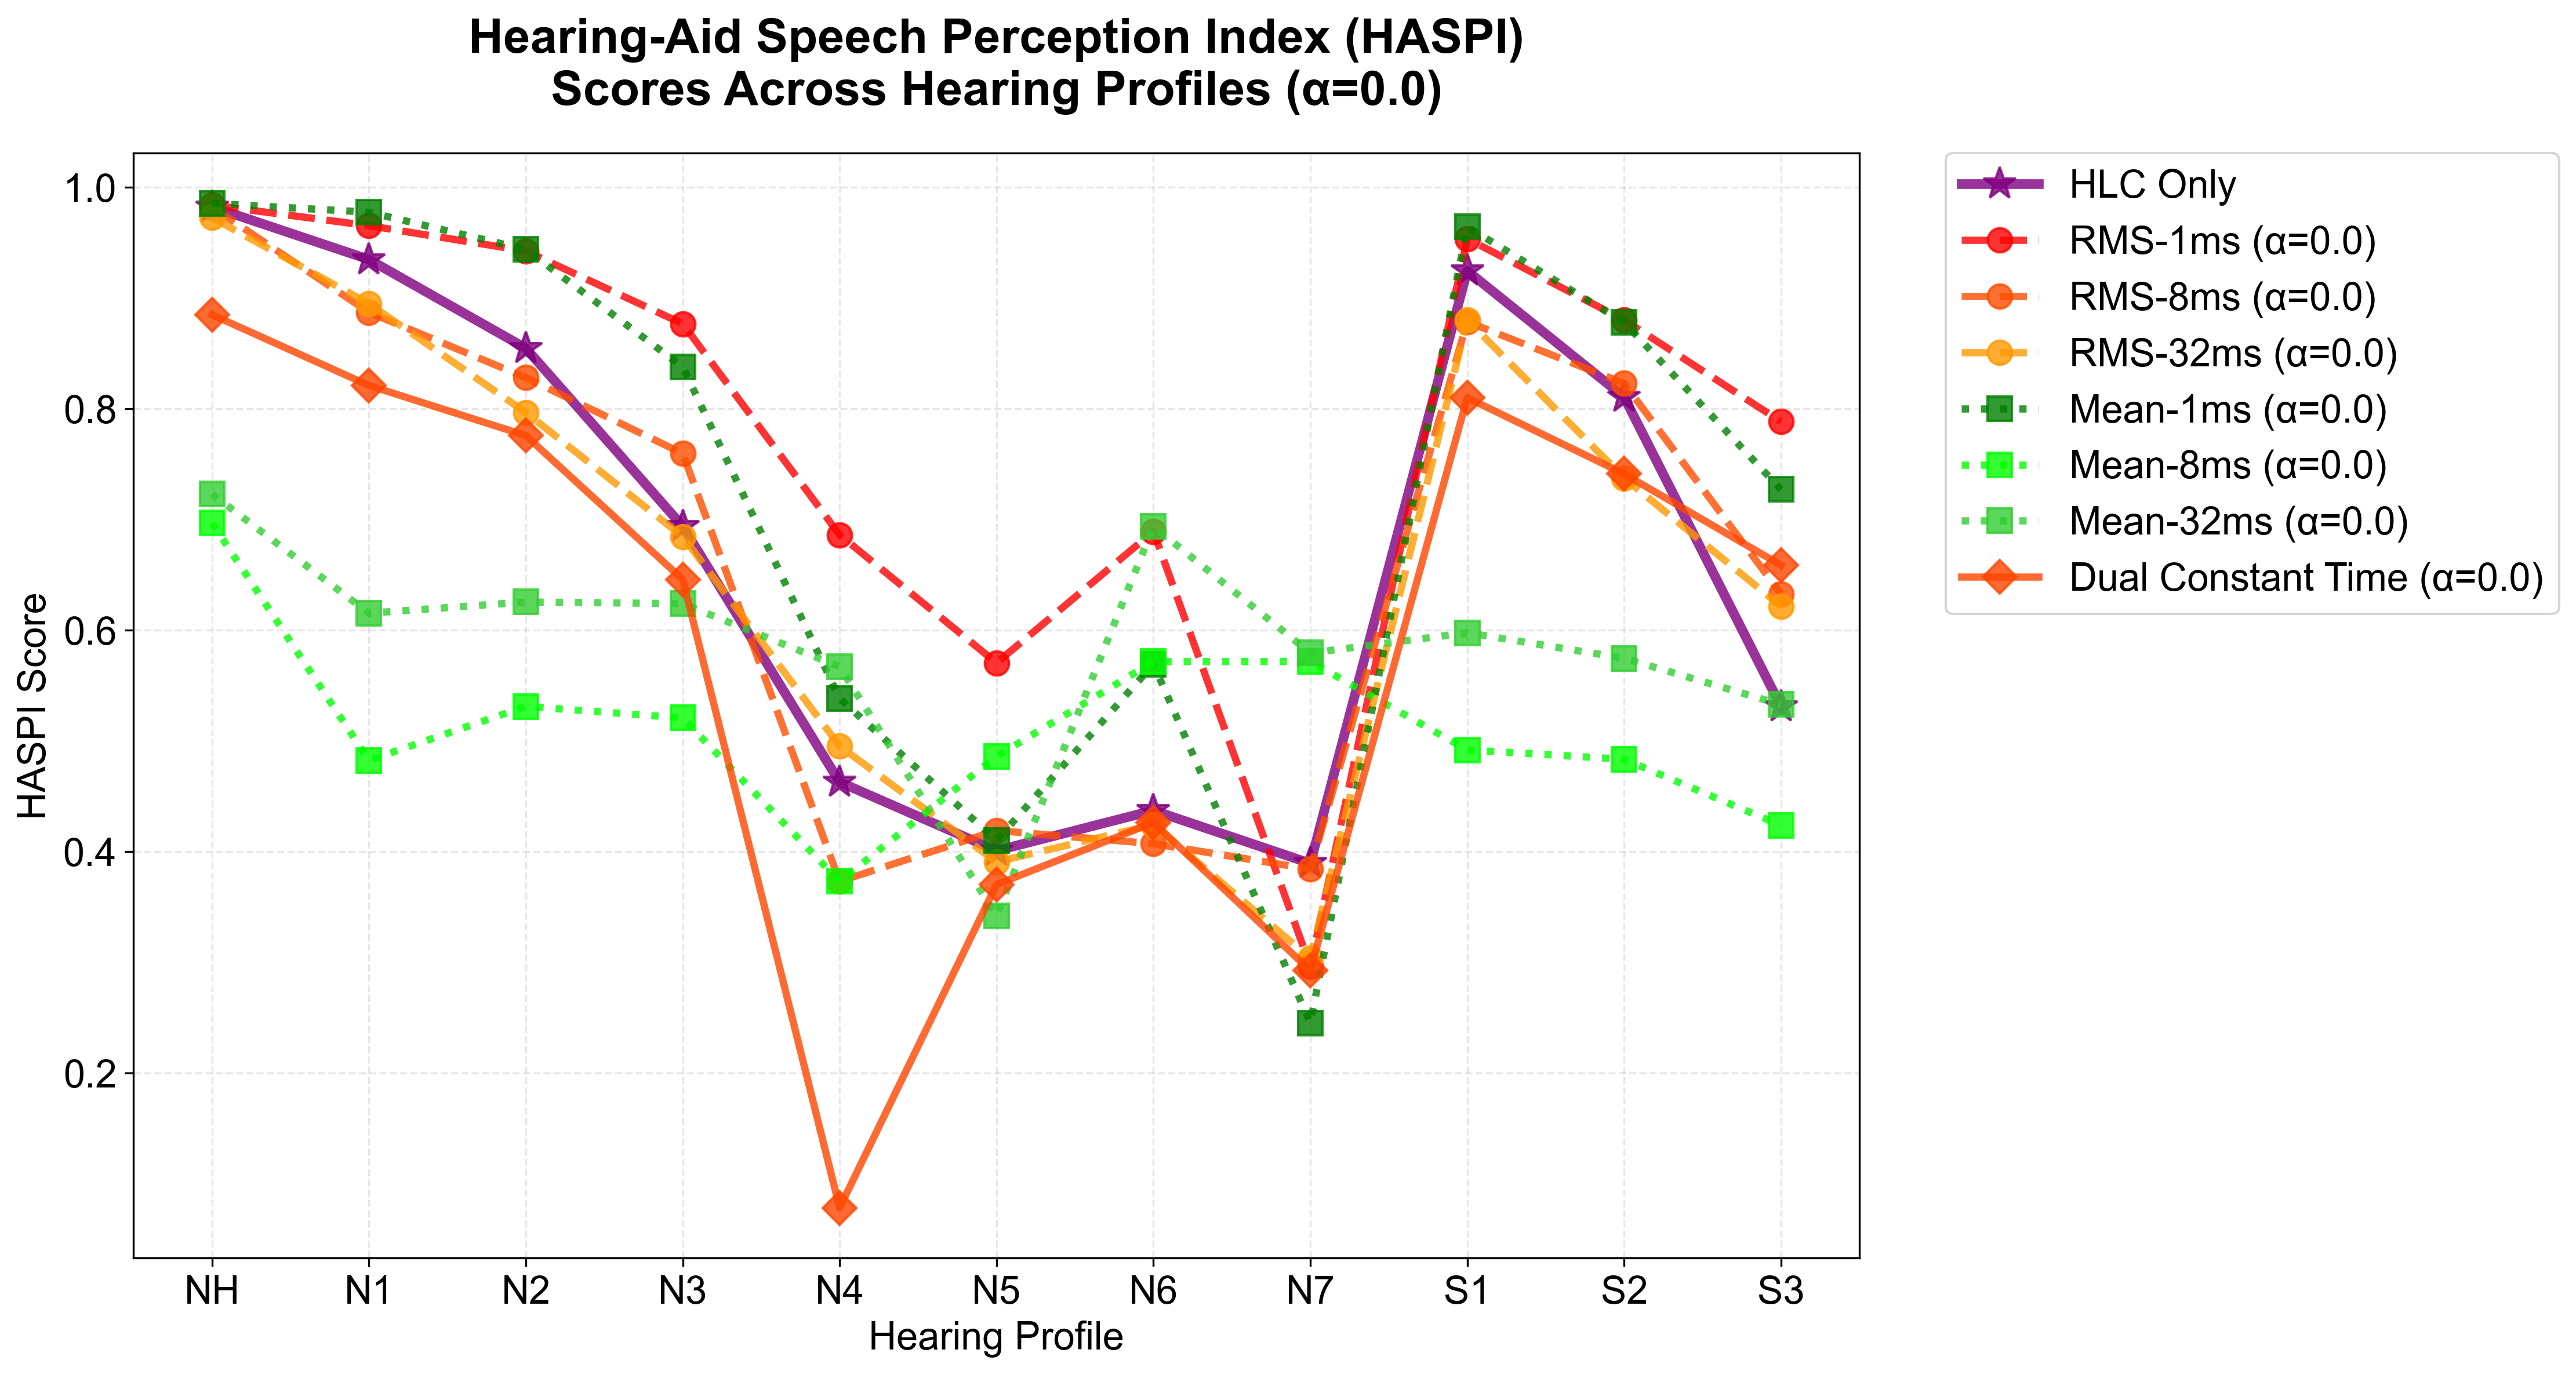 Hearing-Aid Speech Perception Index (HASPI)
Scores Across Hearing Profiles (α=0.0)
HASPI Score
1.0
0.8
0.6
0.4
0.2
NH N1 N2 N3 N4 N5 N6 N7 S1 S2 S3
Hearing Profile
HLC Only
RMS-1ms (α=0.0)
RMS-8ms (α=0.0)
RMS-32ms (α=0.0)
Mean-1ms (α=0.0)
Mean-8ms (α=0.0)
Mean-32ms (α=0.0)
Dual Constant Time (α=0.0)